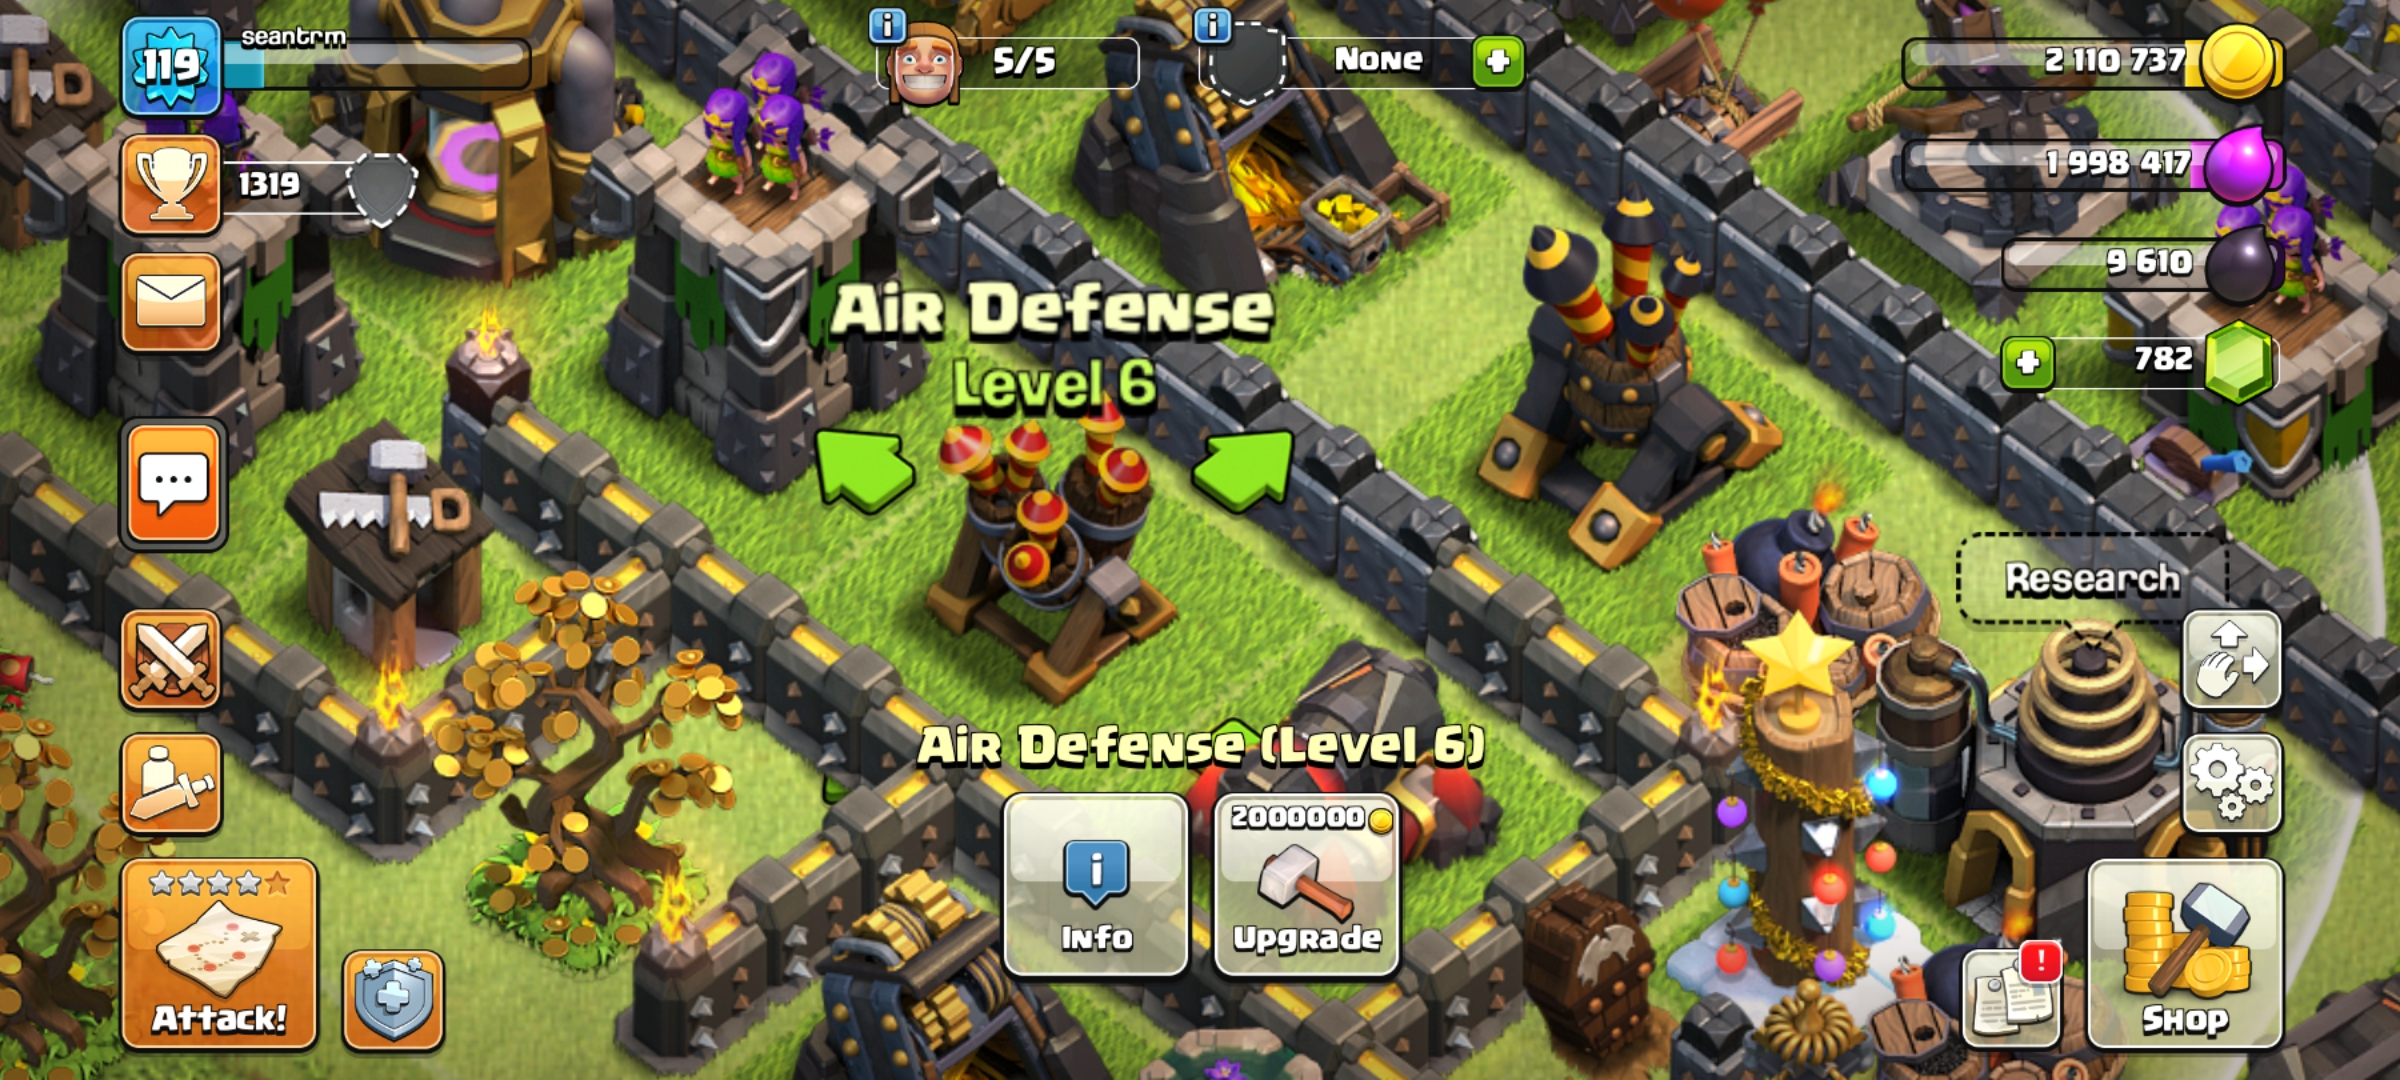 119
seantrm
5/5
None
2 110 737
1319
1 998 417
9 610
782
Air Defense
Level 6
Research
Air Defense (Level 6)
2000000
Info
Upgrade
Attack!
Shop